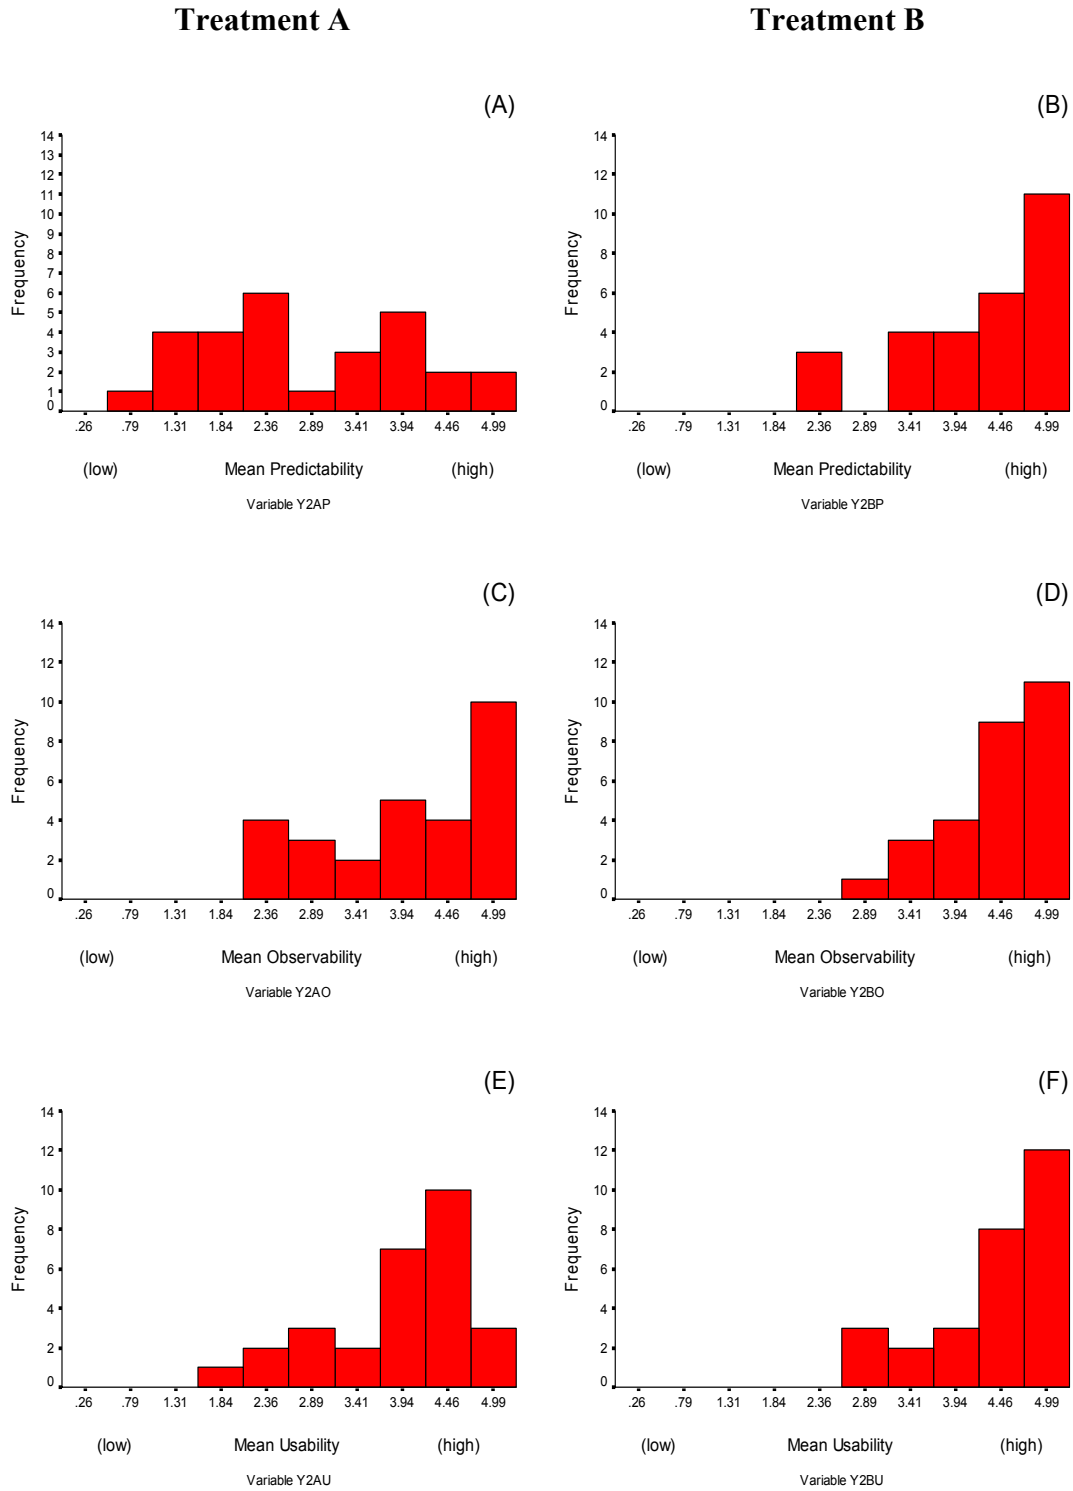 Treatment A
Treatment B
(A)
14
13
12
11
10
9
8
7
6
5
4
3
2
1
0
Frequency
.26 .79 1.31 1.84 2.36 2.89 3.41 3.94 4.46 4.99
(low) Mean Predictability (high)
Variable Y2AP
(B)
14
12
10
8
6
4
2
0
Frequency
.26 .79 1.31 1.84 2.36 2.89 3.41 3.94 4.46 4.99
(low) Mean Predictability (high)
Variable Y2BP
(C)
14
12
10
8
6
4
2
0
Frequency
.26 .79 1.31 1.84 2.36 2.89 3.41 3.94 4.46 4.99
(low) Mean Observability (high)
Variable Y2AO
(D)
14
12
10
8
6
4
2
0
Frequency
.26 .79 1.31 1.84 2.36 2.89 3.41 3.94 4.46 4.99
(low) Mean Observability (high)
Variable Y2BO
(E)
14
12
10
8
6
4
2
0
Frequency
.26 .79 1.31 1.84 2.36 2.89 3.41 3.94 4.46 4.99
(low) Mean Usability (high)
Variable Y2AU
(F)
14
12
10
8
6
4
2
0
Frequency
.26 .79 1.31 1.84 2.36 2.89 3.41 3.94 4.46 4.99
(low) Mean Usability (high)
Variable Y2BU